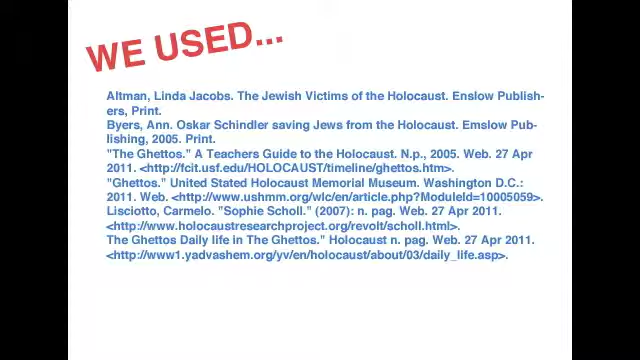 WE USED...
Altman, Linda Jacobs. The Jewish Victims of the Holocaust. Enslow Publish-
ers, Print.
Byers, Ann. Oskar Schindler saving Jews from the Holocaust. Emslow Pub-
lishing, 2005. Print.
"The Ghettos." A Teachers Guide to the Holocaust. N.p., 2005. Web. 27 Apr
2011. <http://fcit.usf.edu/HOLOCAUST/timeline/ghettos.htm>.
"Ghettos." United Stated Holocaust Memorial Museum. Washington D.C.:
2011. Web. <http://www.ushmm.org/wlc/en/article.php?ModuleId=10005059>.
Lisciotto, Carmelo. "Sophie Scholl." (2007): n. pag. Web. 27 Apr 2011.
<http://www.holocaustresearchproject.org/revolt/scholl.html>.
The Ghettos Daily life in The Ghettos." Holocaust n. pag. Web. 27 Apr 2011.
<http://www1.yadvashem.org/yv/en/holocaust/about/03/daily_life.asp>.